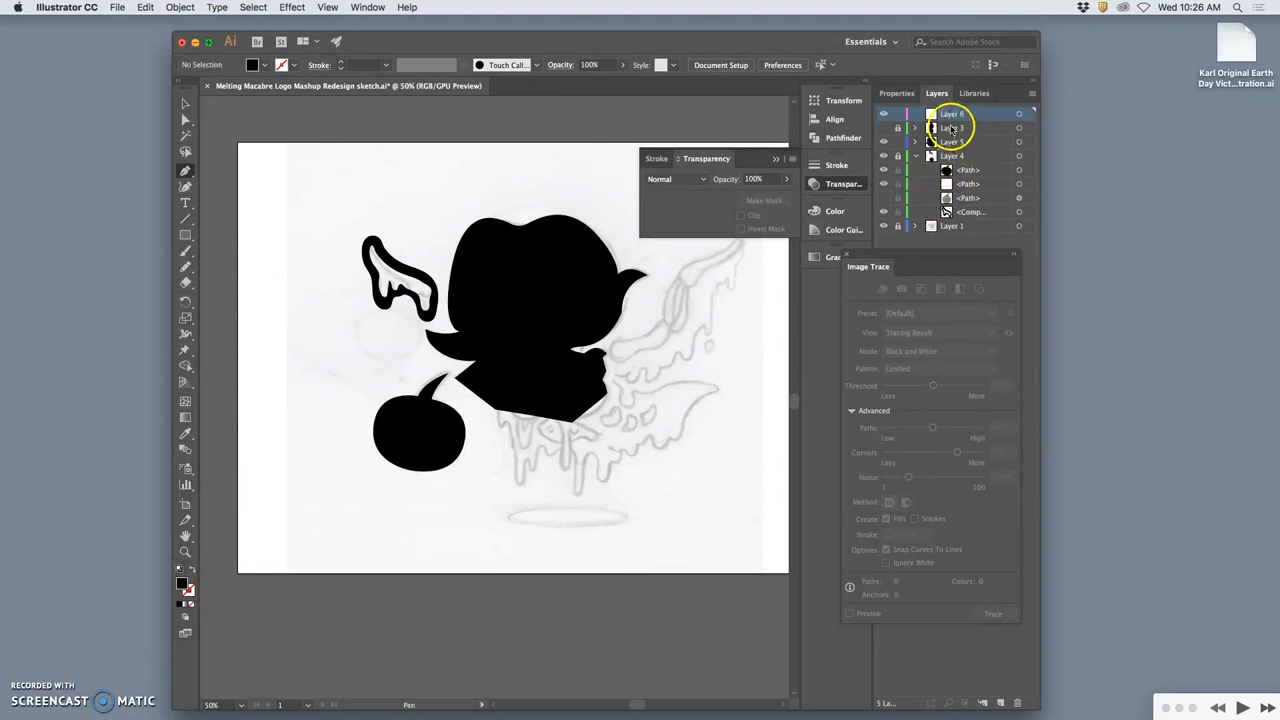 Illustrator CC File Edit Object Type Select Effect View Window Help Wed 10:26 AM
Ai Br St Essentials Search Adobe Stock
No Selection Stroke: Touch Call... Opacity: 100% Style: Document Setup Preferences
× Melting Macabre Logo Mashup Redesign sketch.ai* @ 50% (RGB/GPU Preview)
Karl Original Earth
Day Vict...tration.ai
Transform
Align
Pathfinder
Stroke
Transpar...
Color
Color Gui...
Grac
Properties Layers Libraries
Layer 6
Layer 3
Layer 5
Layer 4
<Path>
<Path>
<Path>
<Comp...
Layer 1
Stroke Transparency
Normal Opacity: 100%
Make Mask
Clip
Invert Mask
Image Trace
Preset: [Default]
View: Tracing Result
Mode: Black and White
Palette: Limited
Threshold:
Less More
Advanced
Paths:
Low High
Corners:
Less More
Noise:
1 100
Method:
Create: Fills Strokes
Stroke:
Options: Snap Curves To Lines
Ignore White
Paths: 0 Colors: 0
Anchors: 0
Preview Trace
50% 1 Pen 5 La...
RECORDED WITH
SCREENCAST MATIC